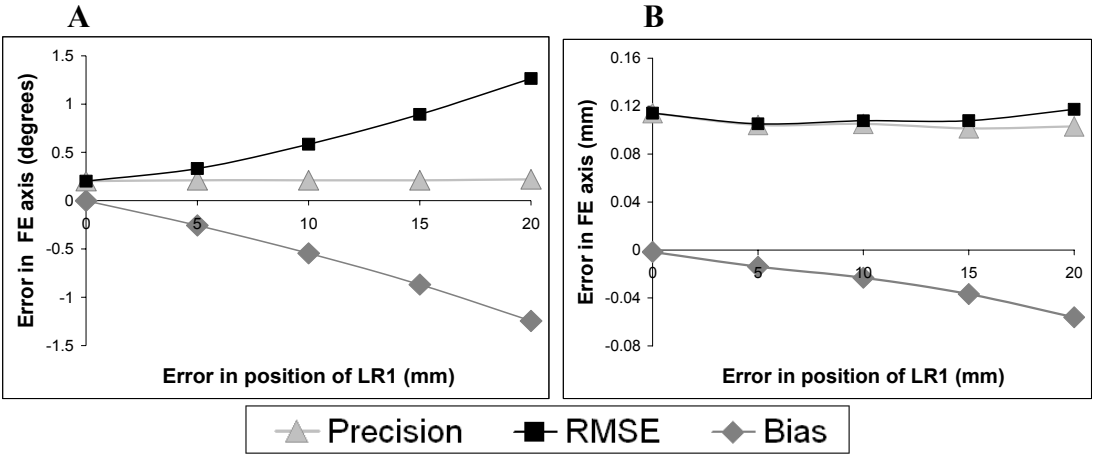 A
Error in FE axis (degrees)
1.5
1
0.5
0
-0.5
-1
-1.5
0 5 10 15 20
Error in position of LR1 (mm)
B
Error in FE axis (mm)
0.16
0.12
0.08
0.04
0
-0.04
-0.08
0 5 10 15 20
Error in position of LR1 (mm)
Precision RMSE Bias